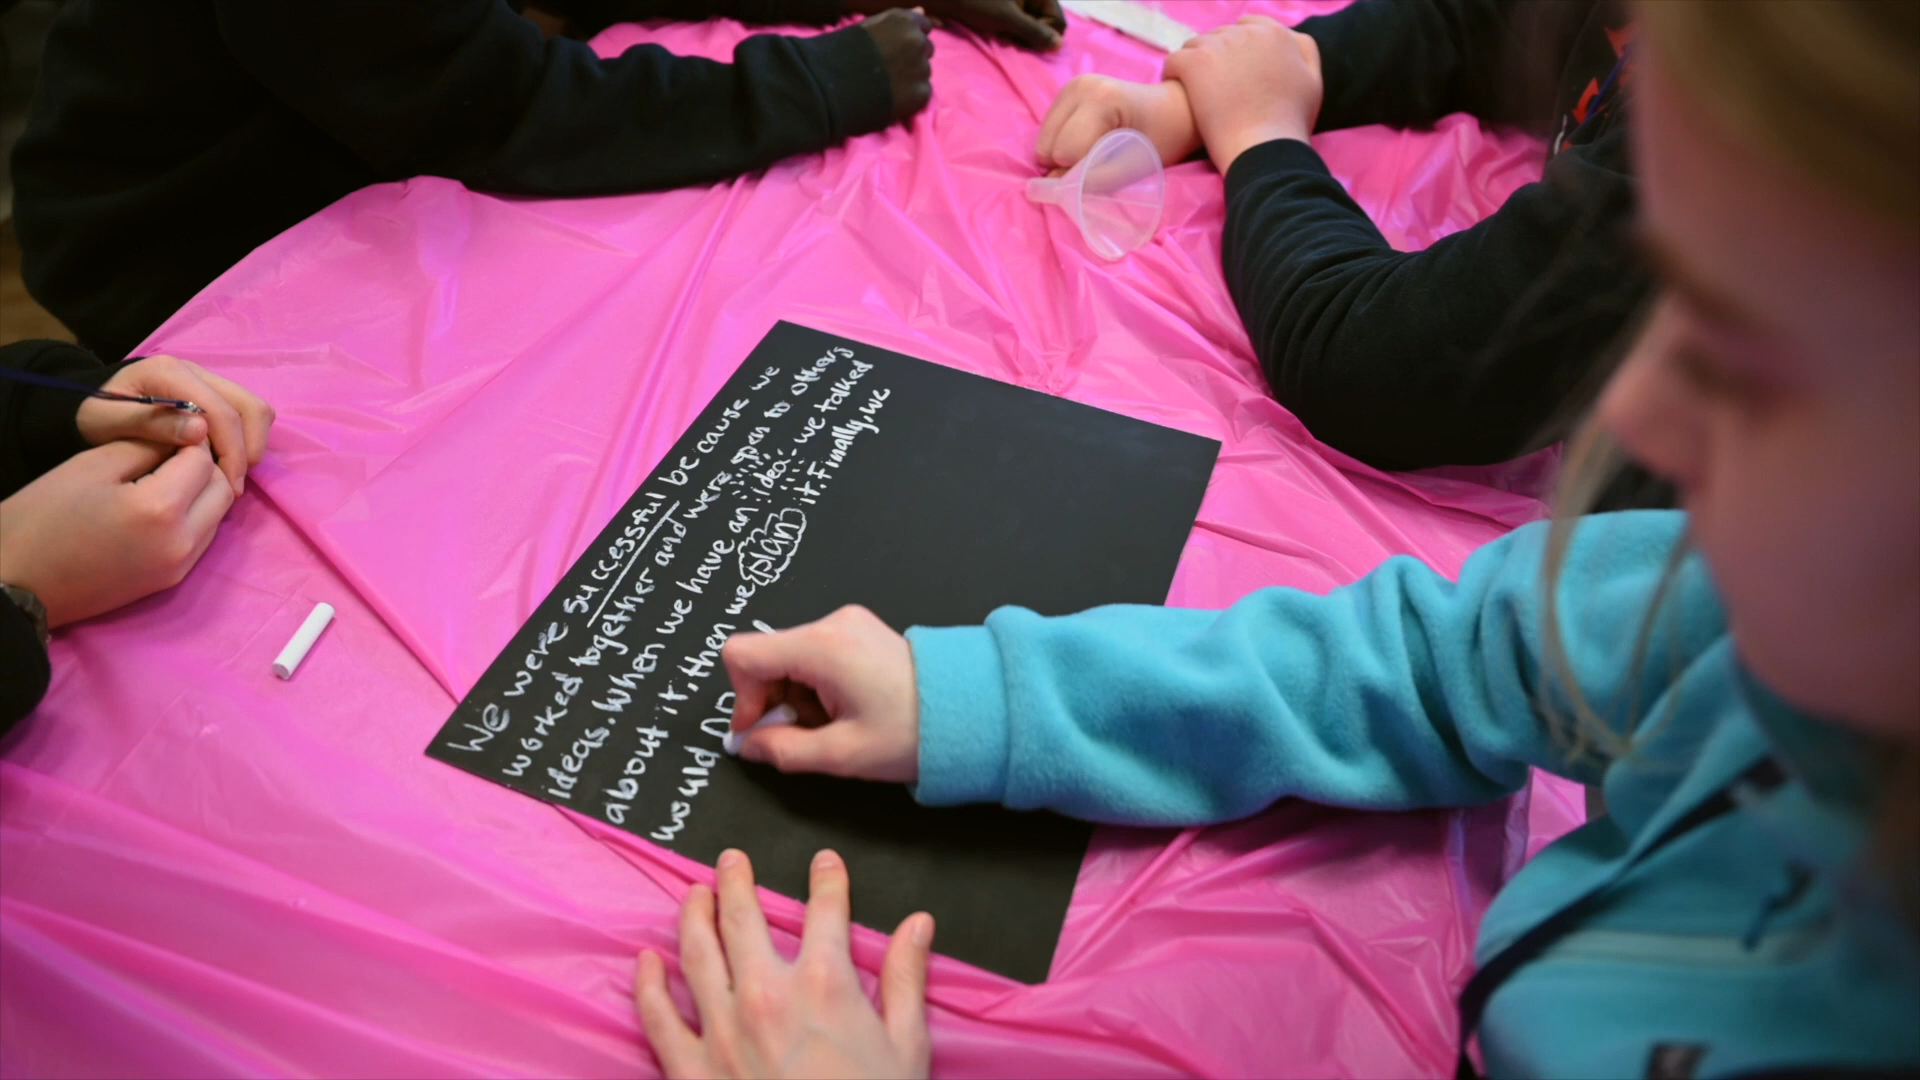 We were successful because we
worked together and were open to others
ideas. When we have an idea - we talked
about it, then we plan it. Finally, we
would